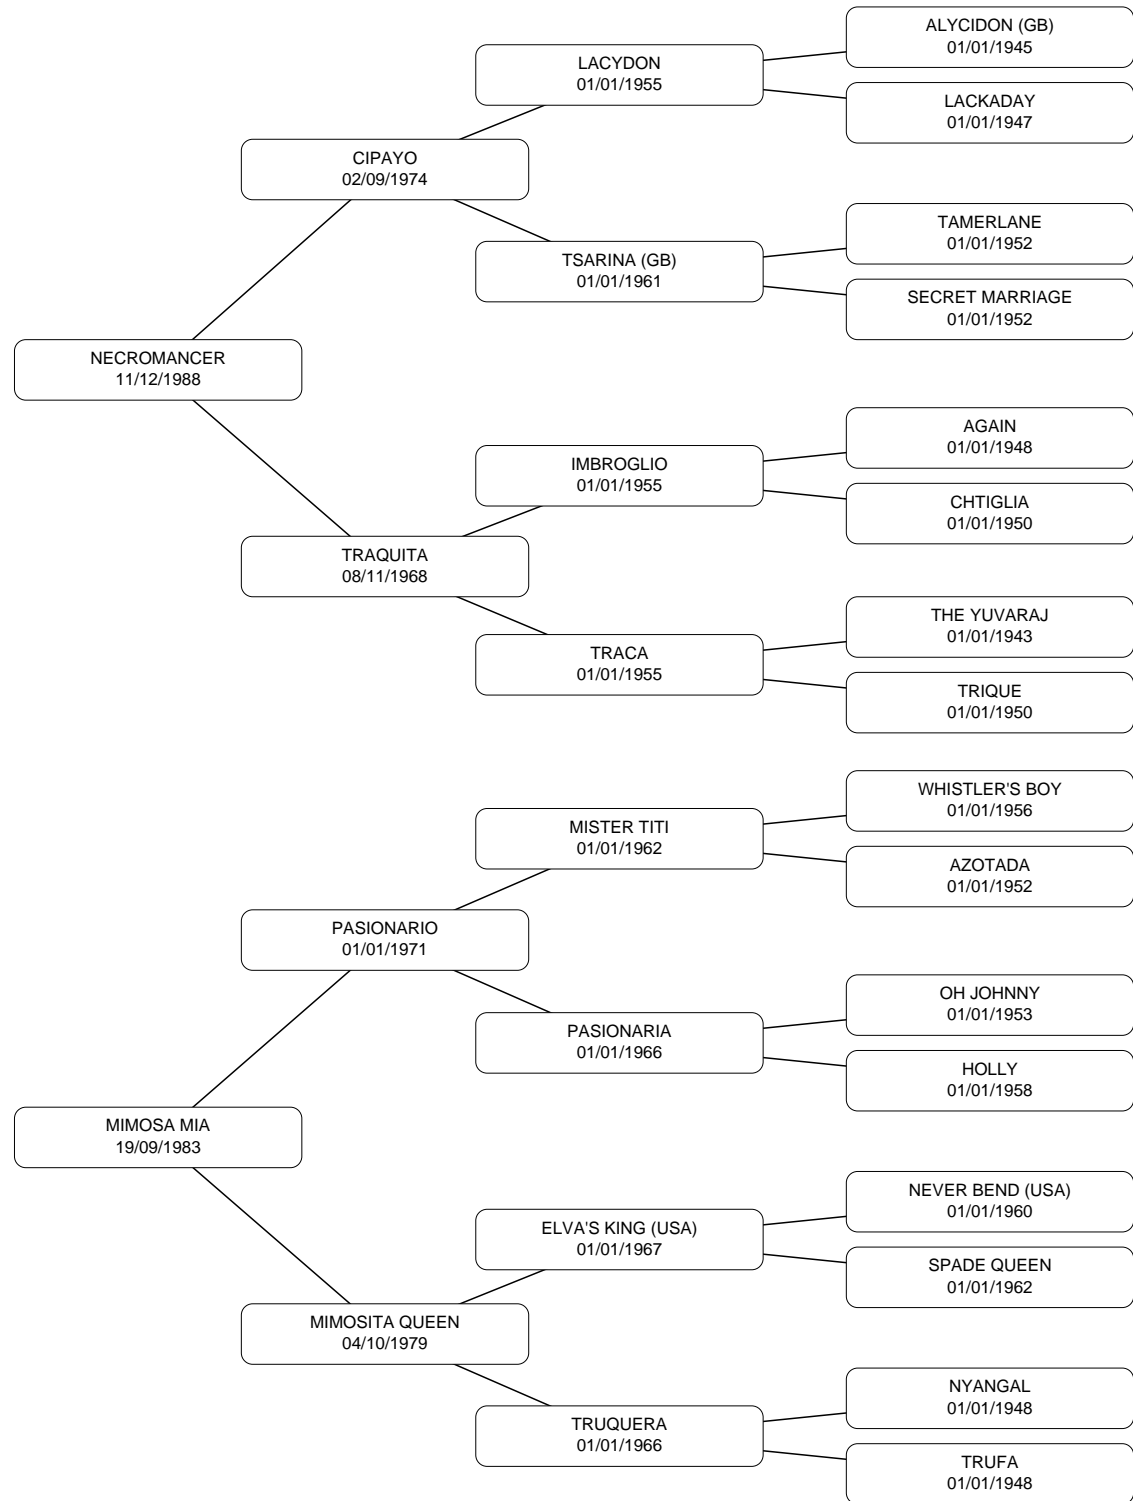 ALYCIDON (GB)
01/01/1945
LACYDON
01/01/1955
LACKADAY
01/01/1947
CIPAYO
02/09/1974
TAMERLANE
01/01/1952
TSARINA (GB)
01/01/1961
SECRET MARRIAGE
01/01/1952
NECROMANCER
11/12/1988
AGAIN
01/01/1948
IMBROGLIO
01/01/1955
CHTIGLIA
01/01/1950
TRAQUITA
08/11/1968
THE YUVARAJ
01/01/1943
TRACA
01/01/1955
TRIQUE
01/01/1950
WHISTLER'S BOY
01/01/1956
MISTER TITI
01/01/1962
AZOTADA
01/01/1952
PASIONARIO
01/01/1971
OH JOHNNY
01/01/1953
PASIONARIA
01/01/1966
HOLLY
01/01/1958
MIMOSA MIA
19/09/1983
NEVER BEND (USA)
01/01/1960
ELVA'S KING (USA)
01/01/1967
SPADE QUEEN
01/01/1962
MIMOSITA QUEEN
04/10/1979
NYANGAL
01/01/1948
TRUQUERA
01/01/1966
TRUFA
01/01/1948